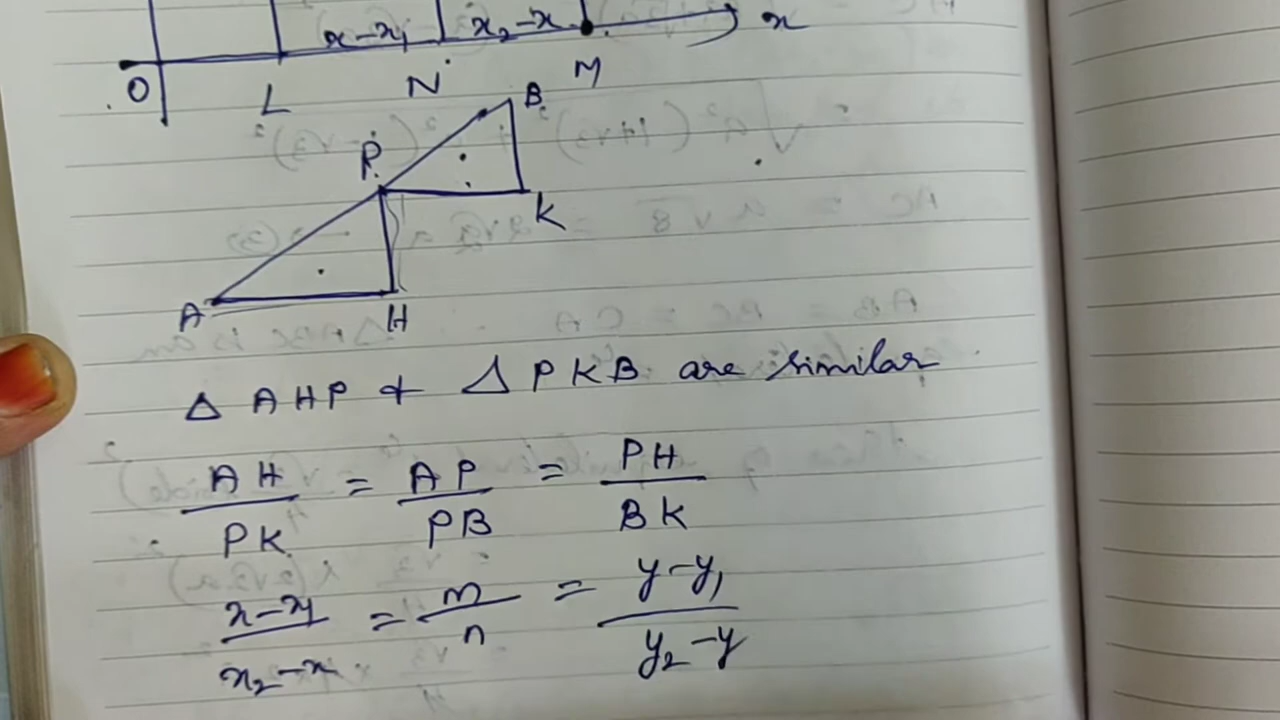 x-x₁ x₂-x x
O L N M
B
P
K
A H
Δ AHP + Δ PKB are similar
AH/PK = AP/PB = PH/BK
x-x₁/x₂-x = m/n = y-y₁/y₂-y